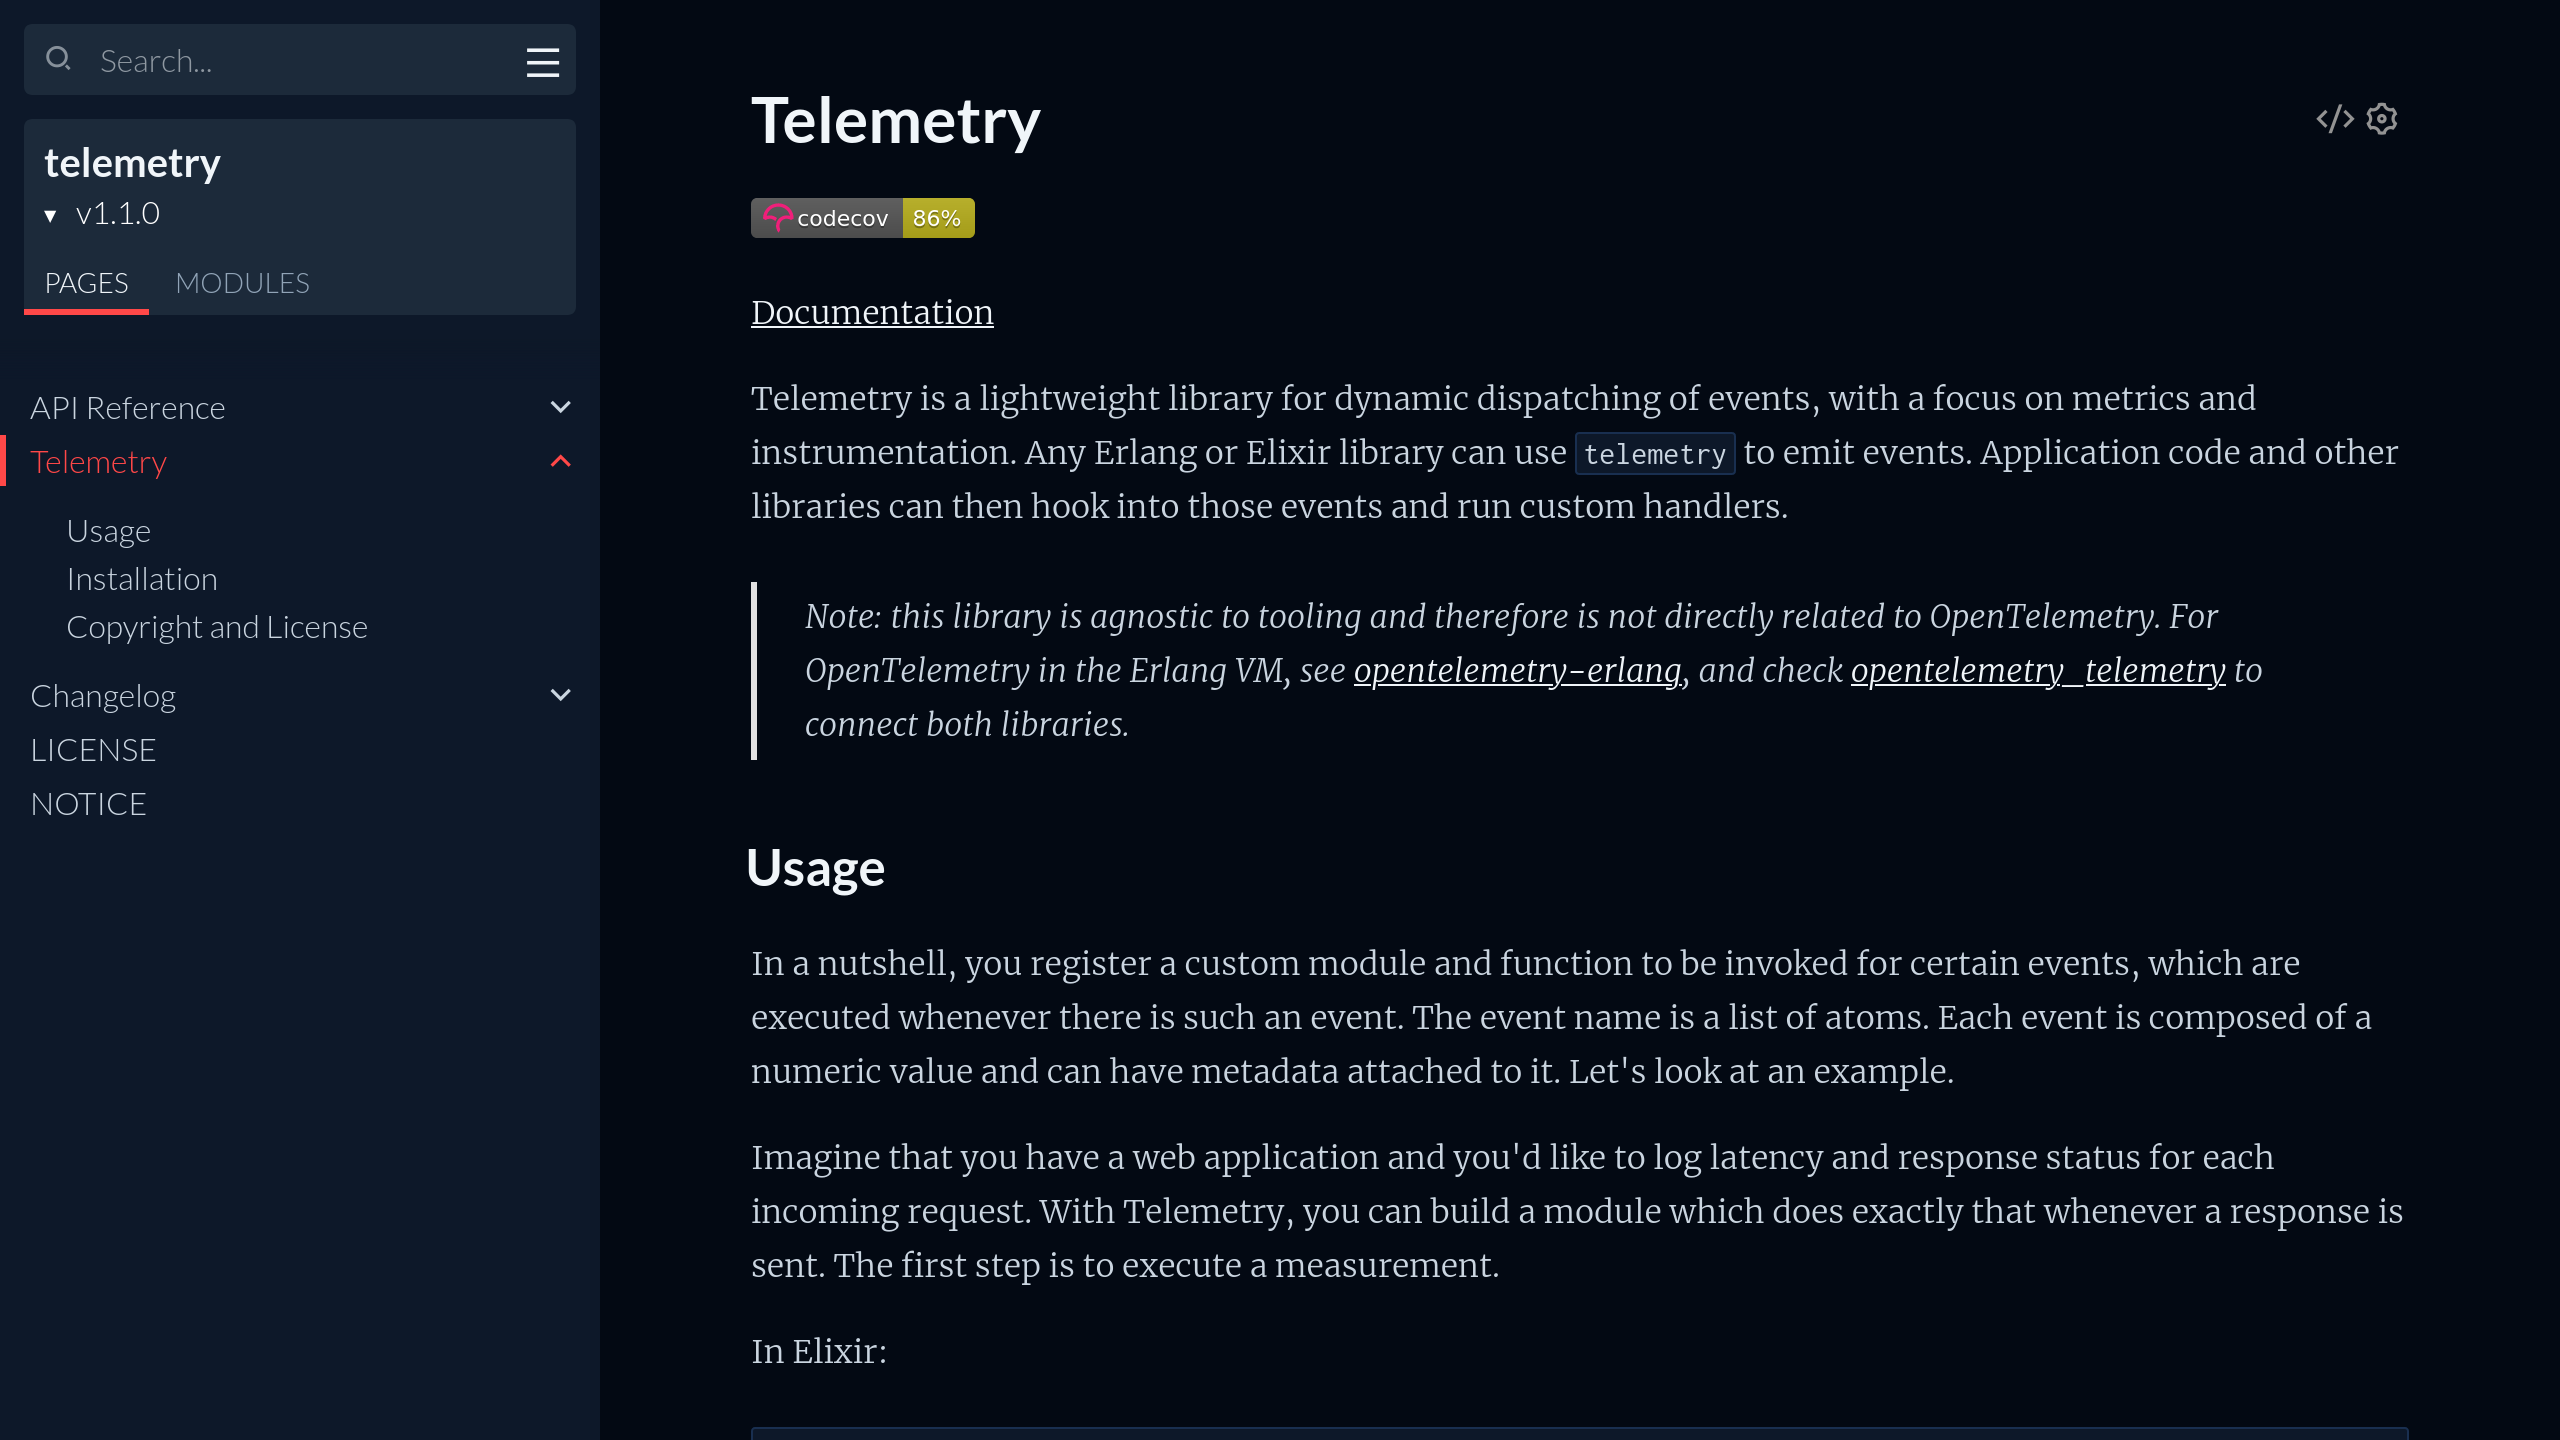 Search...
telemetry
v1.1.0
PAGES MODULES
API Reference
Telemetry
Usage
Installation
Copyright and License
Changelog
LICENSE
NOTICE
Telemetry
codecov 86%
Documentation
Telemetry is a lightweight library for dynamic dispatching of events, with a focus on metrics and
instrumentation. Any Erlang or Elixir library can use telemetry to emit events. Application code and other
libraries can then hook into those events and run custom handlers.
Note: this library is agnostic to tooling and therefore is not directly related to OpenTelemetry. For
OpenTelemetry in the Erlang VM, see opentelemetry-erlang, and check opentelemetry_telemetry to
connect both libraries.
Usage
In a nutshell, you register a custom module and function to be invoked for certain events, which are
executed whenever there is such an event. The event name is a list of atoms. Each event is composed of a
numeric value and can have metadata attached to it. Let's look at an example.
Imagine that you have a web application and you'd like to log latency and response status for each
incoming request. With Telemetry, you can build a module which does exactly that whenever a response is
sent. The first step is to execute a measurement.
In Elixir: